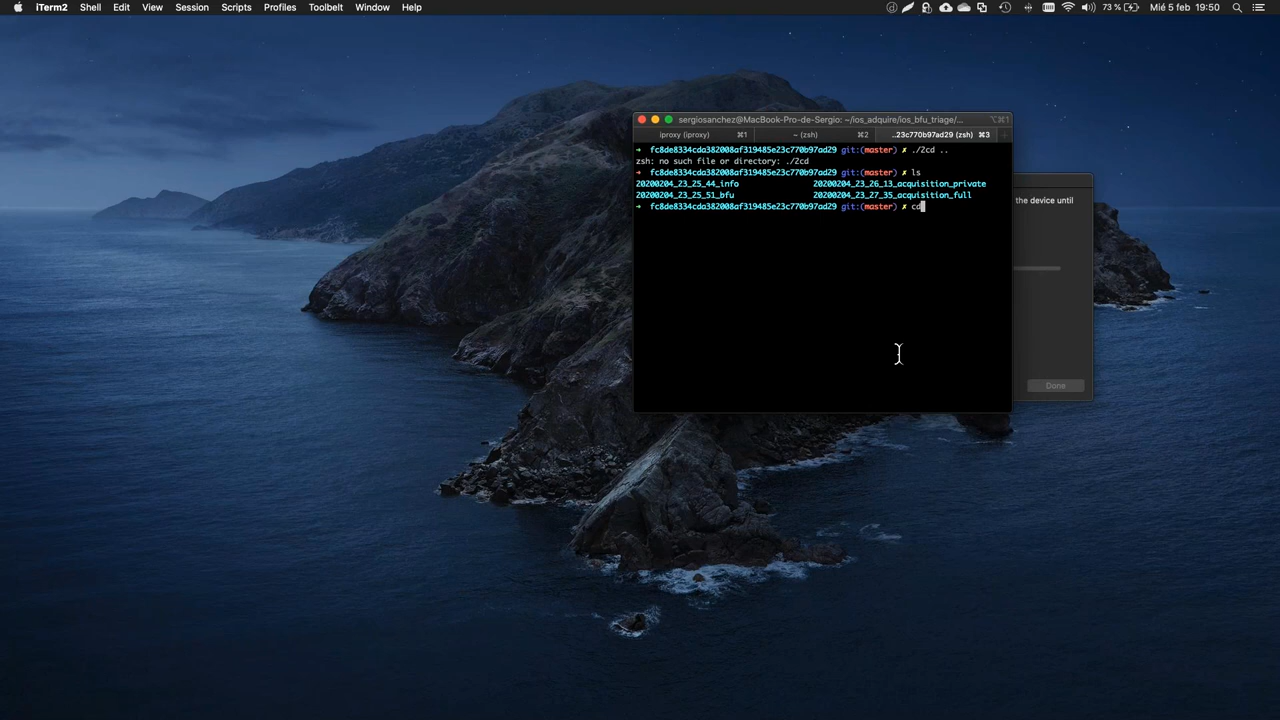 iTerm2 Shell Edit View Session Scripts Profiles Toolbelt Window Help 73 % Mié 5 feb 19:50
sergiosanchez@MacBook-Pro-de-Sergio: ~/ios_adquire/ios_bfu_triage/... ⌥⌘1
iproxy (iproxy) ⌘1 ~ (zsh) ⌘2 ..23c770b97ad29 (zsh) ⌘3
➜ fc8de8334cda382008af319485e23c770b97ad29 git:(master) ✗ ./2cd ..
zsh: no such file or directory: ./2cd
➜ fc8de8334cda382008af319485e23c770b97ad29 git:(master) ✗ ls
20200204_23_25_44_info 20200204_23_26_13_acquisition_private
20200204_23_25_51_bfu 20200204_23_27_35_acquisition_full
➜ fc8de8334cda382008af319485e23c770b97ad29 git:(master) ✗ cd
the device until
Done